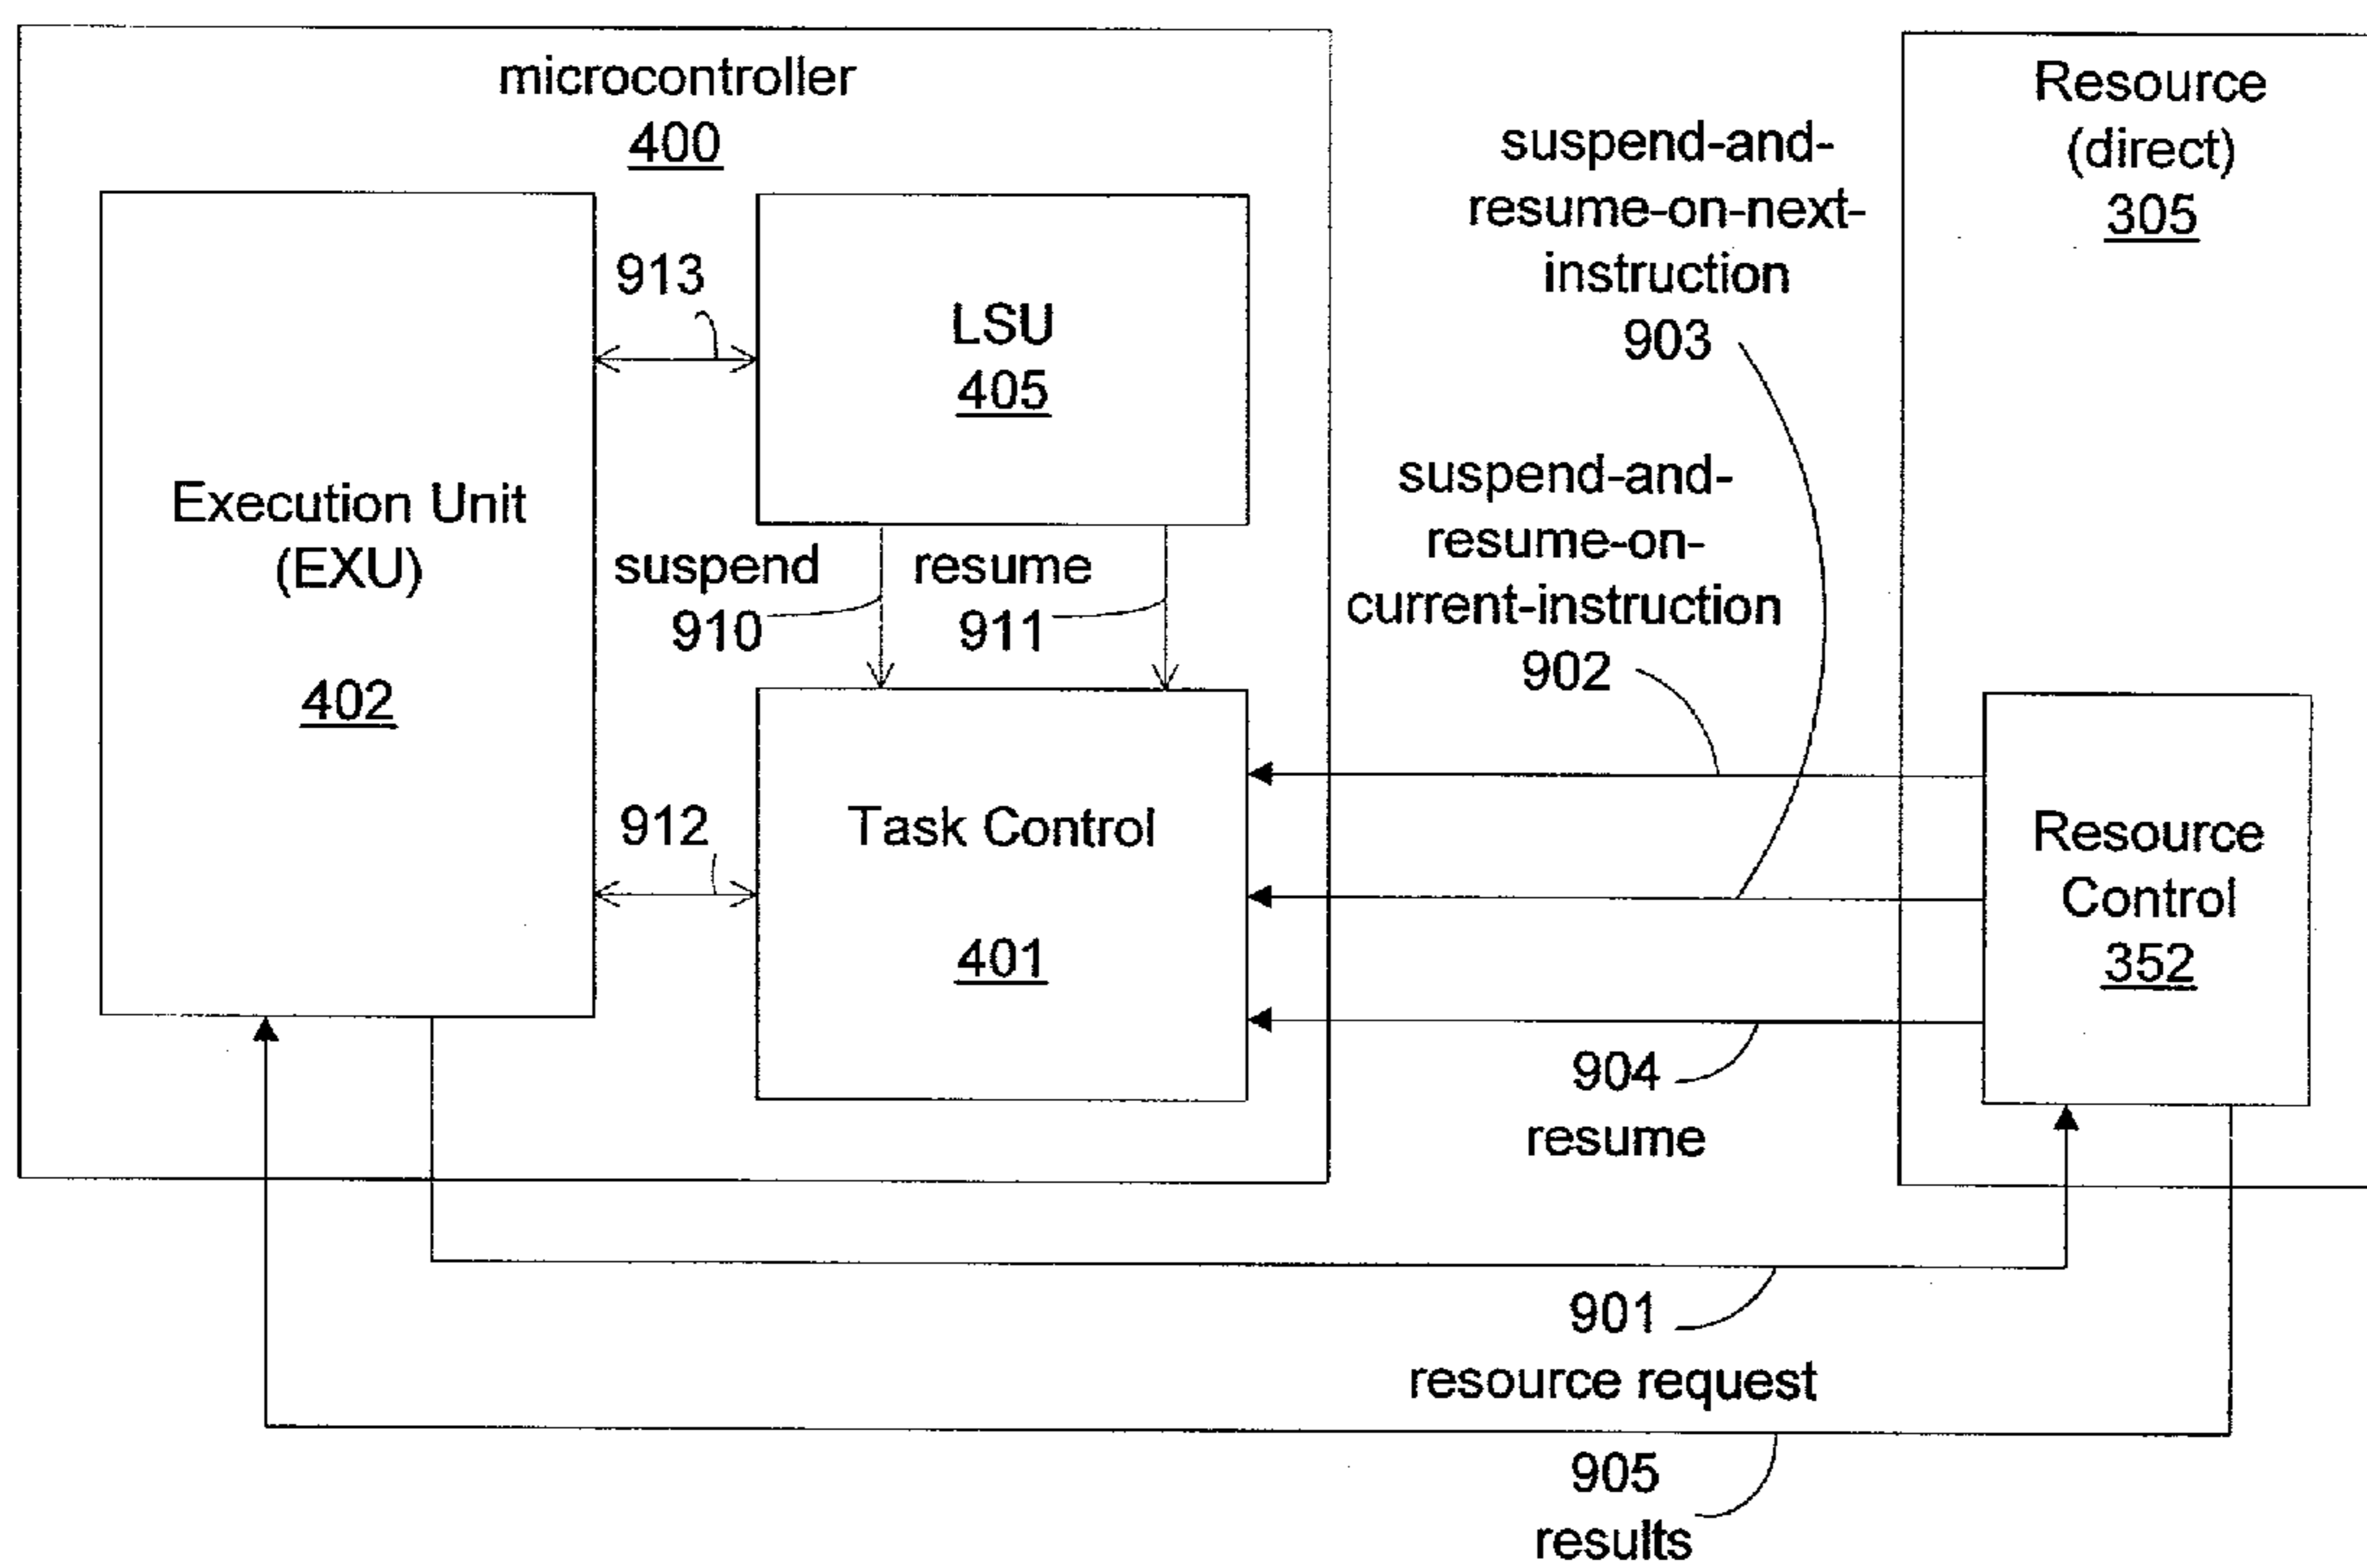 microcontroller
400
Execution Unit
(EXU)
402
913
LSU
405
suspend
910
resume
911
912
Task Control
401
suspend-and-
resume-on-next-
instruction
903
suspend-and-
resume-on-
current-instruction
902
904
resume
Resource
(direct)
305
Resource
Control
352
901
resource request
905
results